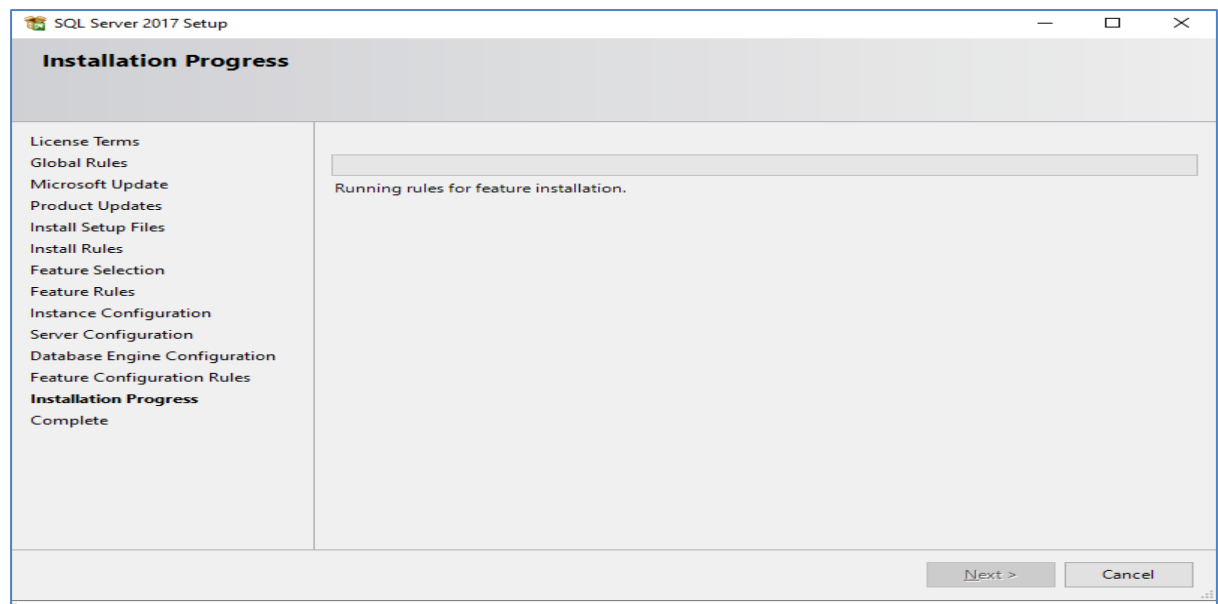 SQL Server 2017 Setup
Installation Progress
License Terms
Global Rules
Microsoft Update
Product Updates
Install Setup Files
Install Rules
Feature Selection
Feature Rules
Instance Configuration
Server Configuration
Database Engine Configuration
Feature Configuration Rules
Installation Progress
Complete
Running rules for feature installation.
Next >
Cancel